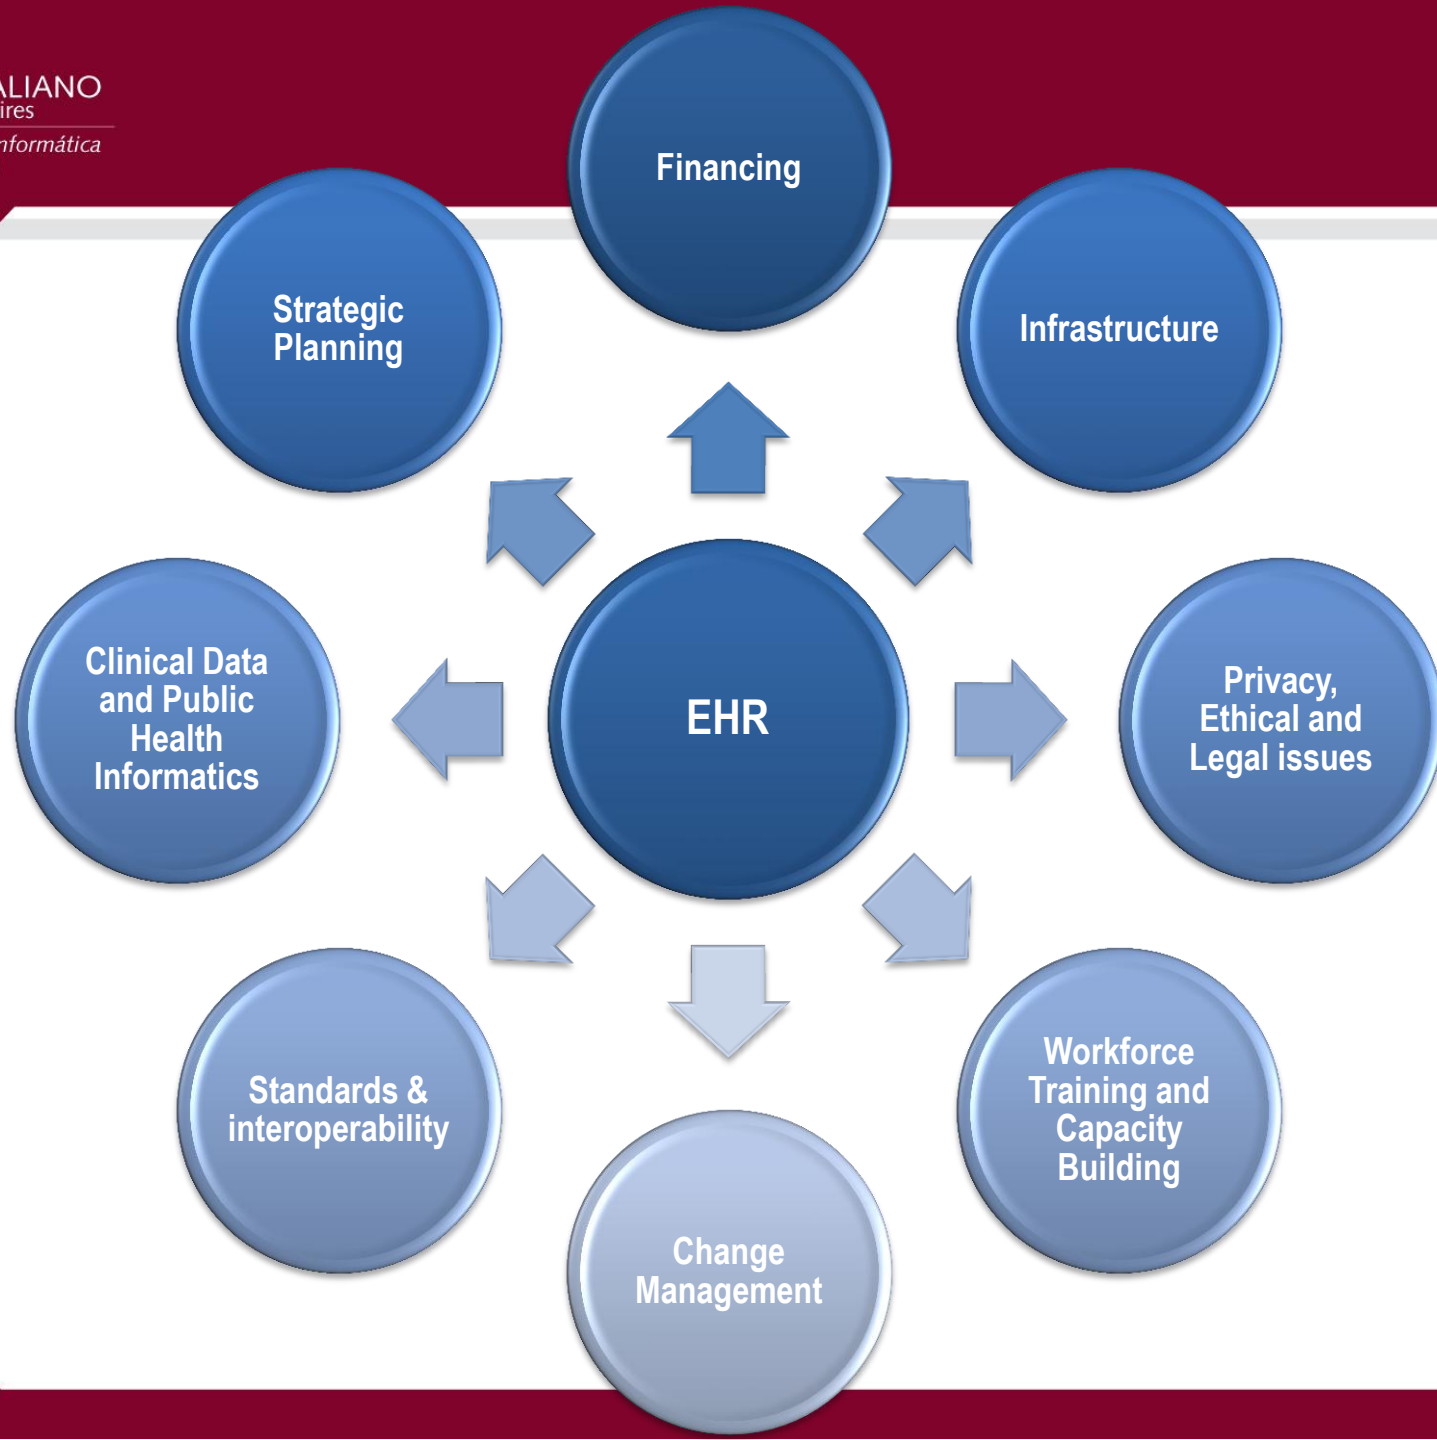 ALIANO
ires
nformática
Financing
Strategic
Planning
Infrastructure
Clinical Data
and Public
Health
Informatics
EHR
Privacy,
Ethical and
Legal issues
Standards &
interoperability
Workforce
Training and
Capacity
Building
Change
Management